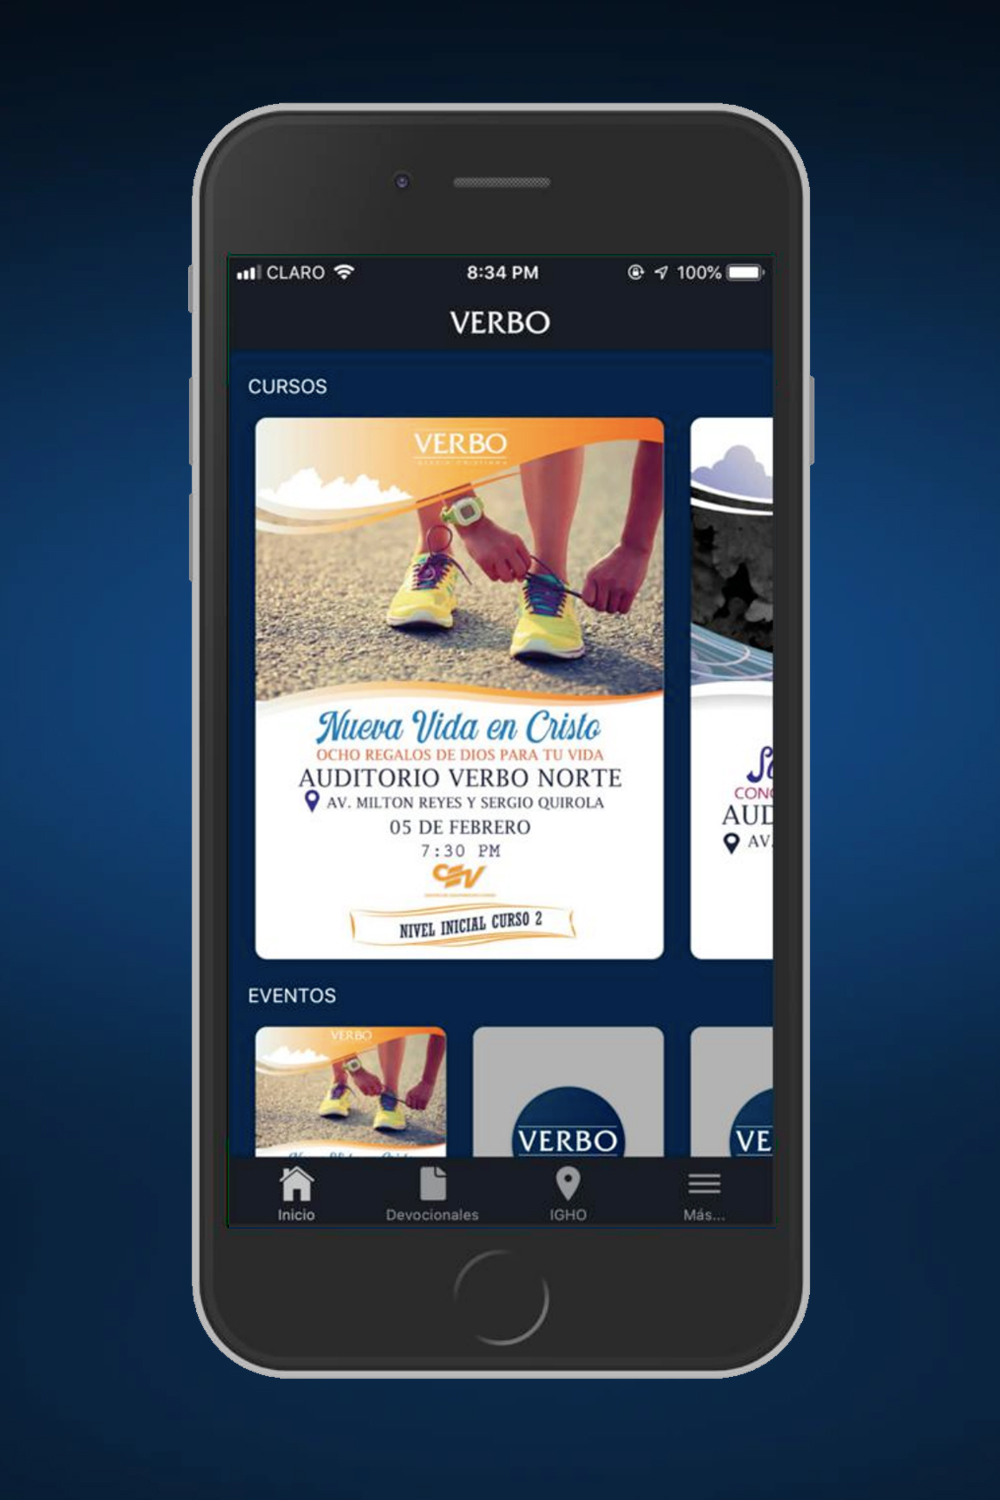 CLARO 8:34 PM 100%
VERBO
CURSOS
VERBO
IGLESIA CRISTIANA
Nueva Vida en Cristo
OCHO REGALOS DE DIOS PARA TU VIDA
AUDITORIO VERBO NORTE
AV. MILTON REYES Y SERGIO QUIROLA
05 DE FEBRERO
7:30 PM
NIVEL INICIAL CURSO 2
CONC
AUD
AV.
EVENTOS
VERBO
VERBO
VE
Inicio Devocionales IGHO Más...